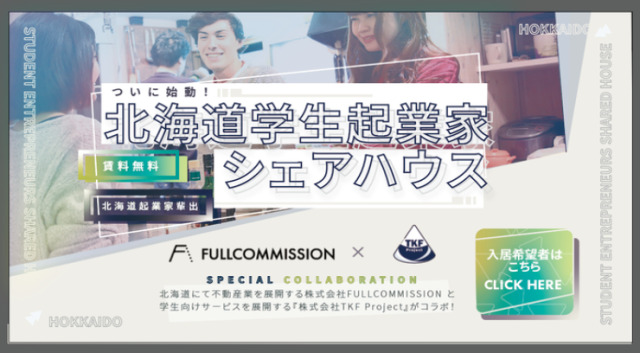 HOKKAIDO
STUDENT ENTREPRENEURS SHARED HOUSE
ついに始動!
北海道学生起業家
シェアハウス
賃料無料
北海道起業家輩出
FULLCOMMISSION × TKF Project
SPECIAL COLLABORATION
北海道にて不動産業を展開する株式会社FULLCOMMISSION と
学生向けサービスを展開する『株式会社TKF Project』がコラボ!
入居希望者は
こちら
CLICK HERE
STUDENT ENTREPRENEURS SHARED HOUSE
HOKKAIDO